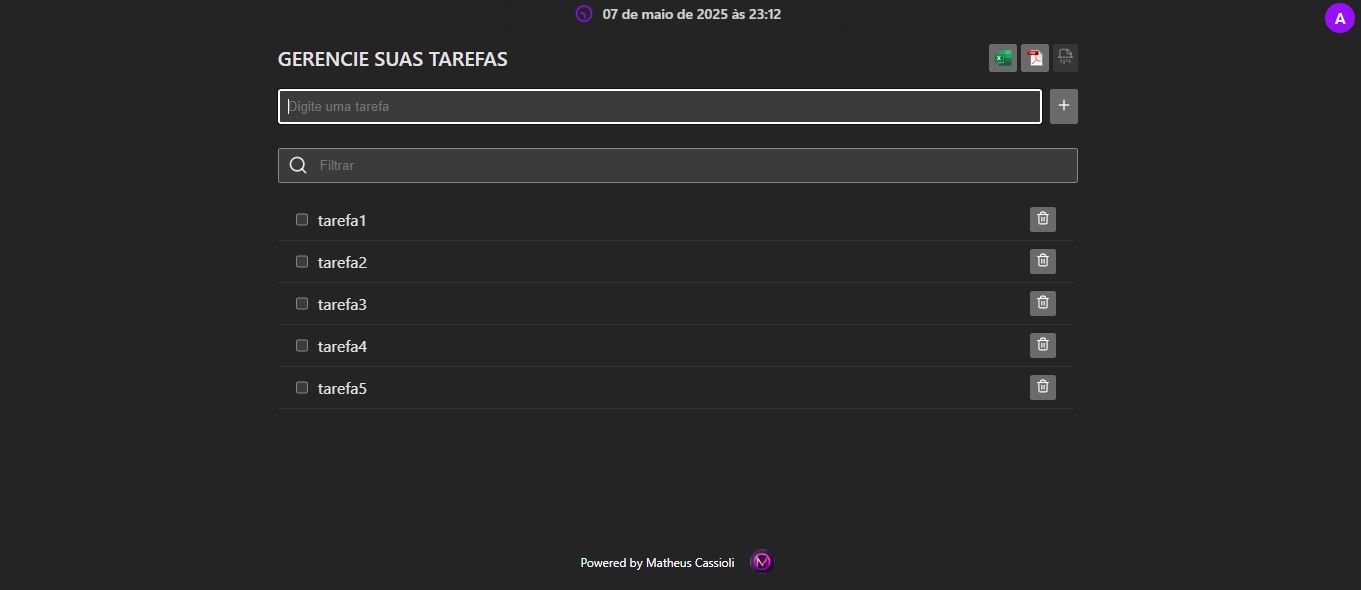 07 de maio de 2025 às 23:12
A
GERENCIE SUAS TAREFAS
Digite uma tarefa
+
Filtrar
tarefa1
tarefa2
tarefa3
tarefa4
tarefa5
Powered by Matheus Cassioli